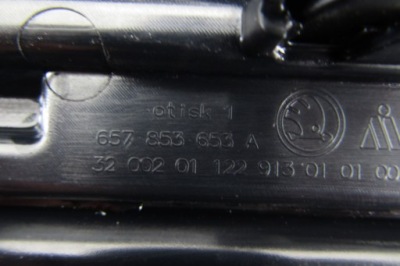 otisk 1
657 853 653 A
32 002 01 122 913 01 01 00